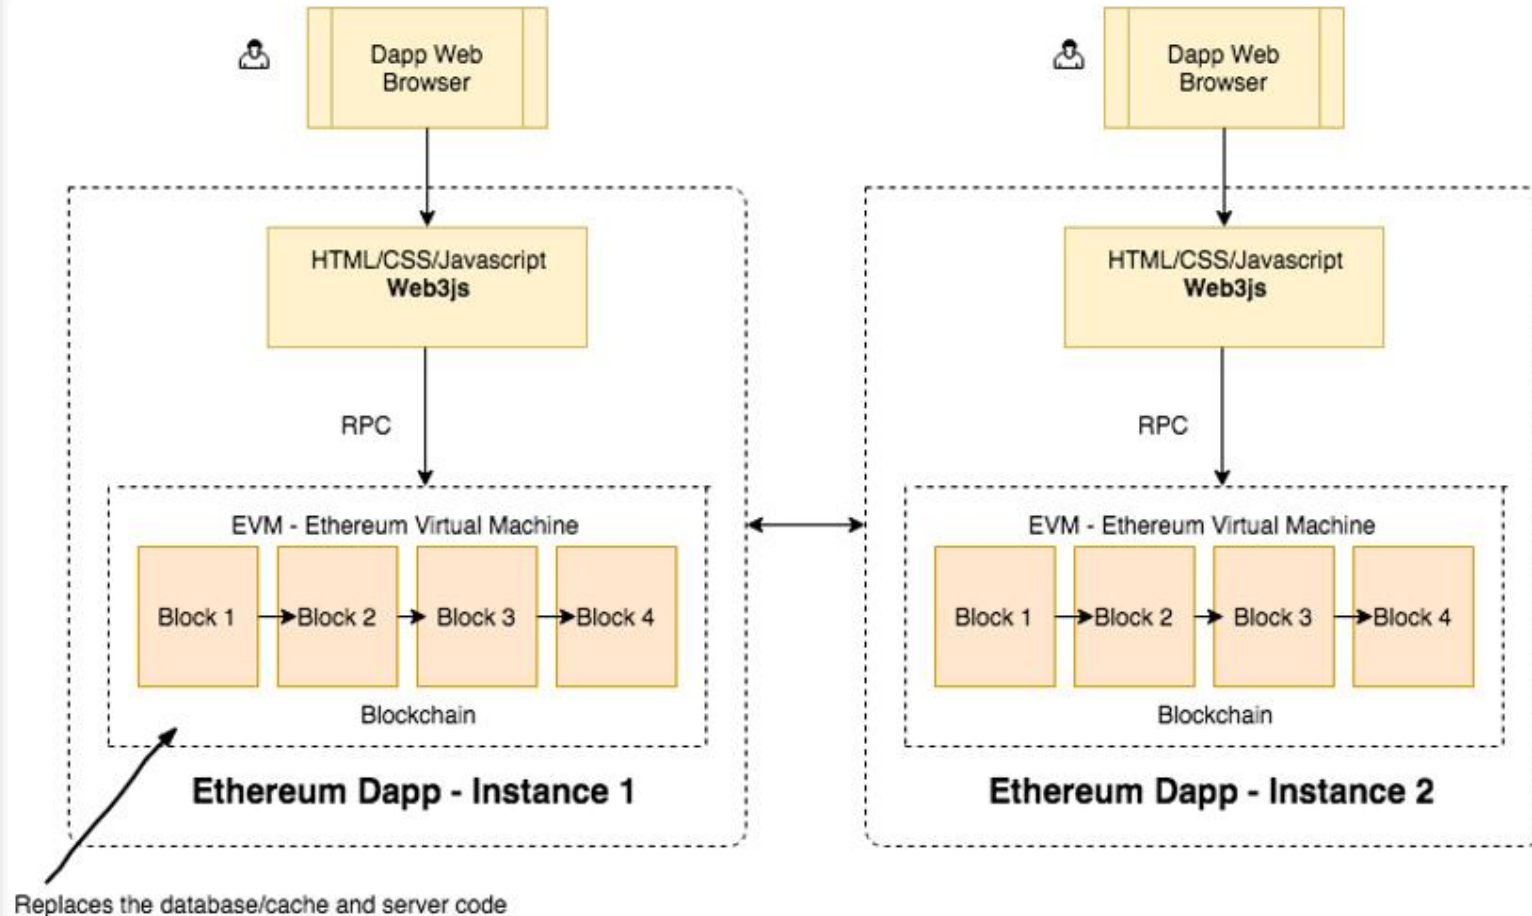 Dapp Web
Browser
Dapp Web
Browser
HTML/CSS/Javascript
Web3js
HTML/CSS/Javascript
Web3js
RPC
RPC
EVM - Ethereum Virtual Machine
EVM - Ethereum Virtual Machine
Block 1
Block 2
Block 3
Block 4
Block 1
Block 2
Block 3
Block 4
Blockchain
Blockchain
Ethereum Dapp - Instance 1
Ethereum Dapp - Instance 2
Replaces the database/cache and server code